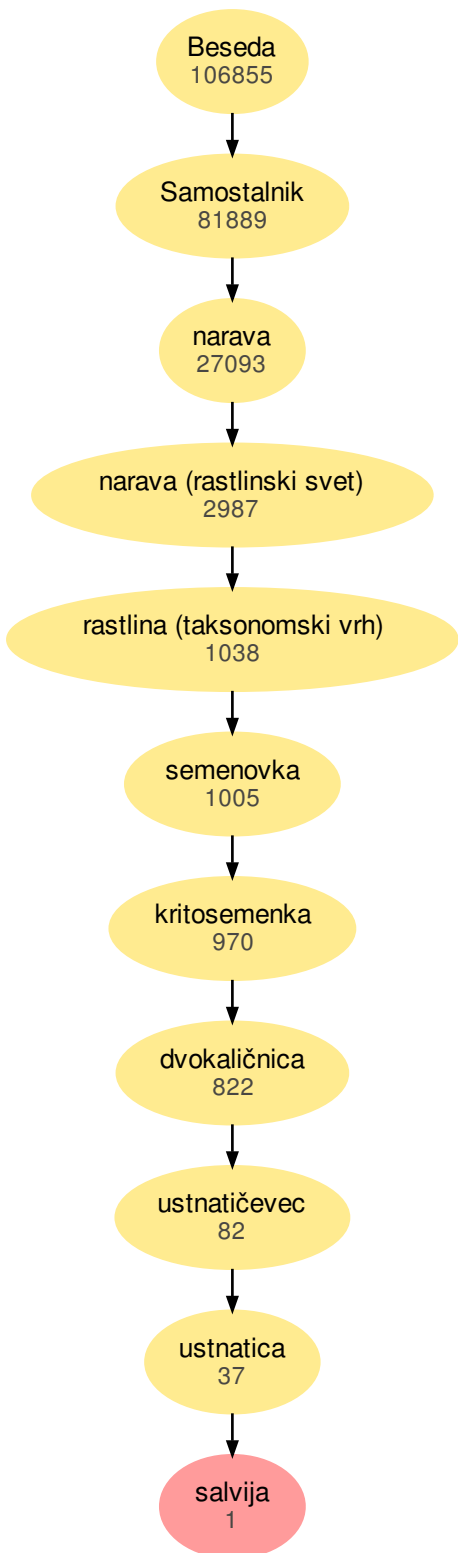 Beseda
106855
Samostalnik
81889
narava
27093
narava (rastlinski svet)
2987
rastlina (taksonomski vrh)
1038
semenovka
1005
kritosemenka
970
dvokaličnica
822
ustnatičevec
82
ustnatica
37
salvija
1